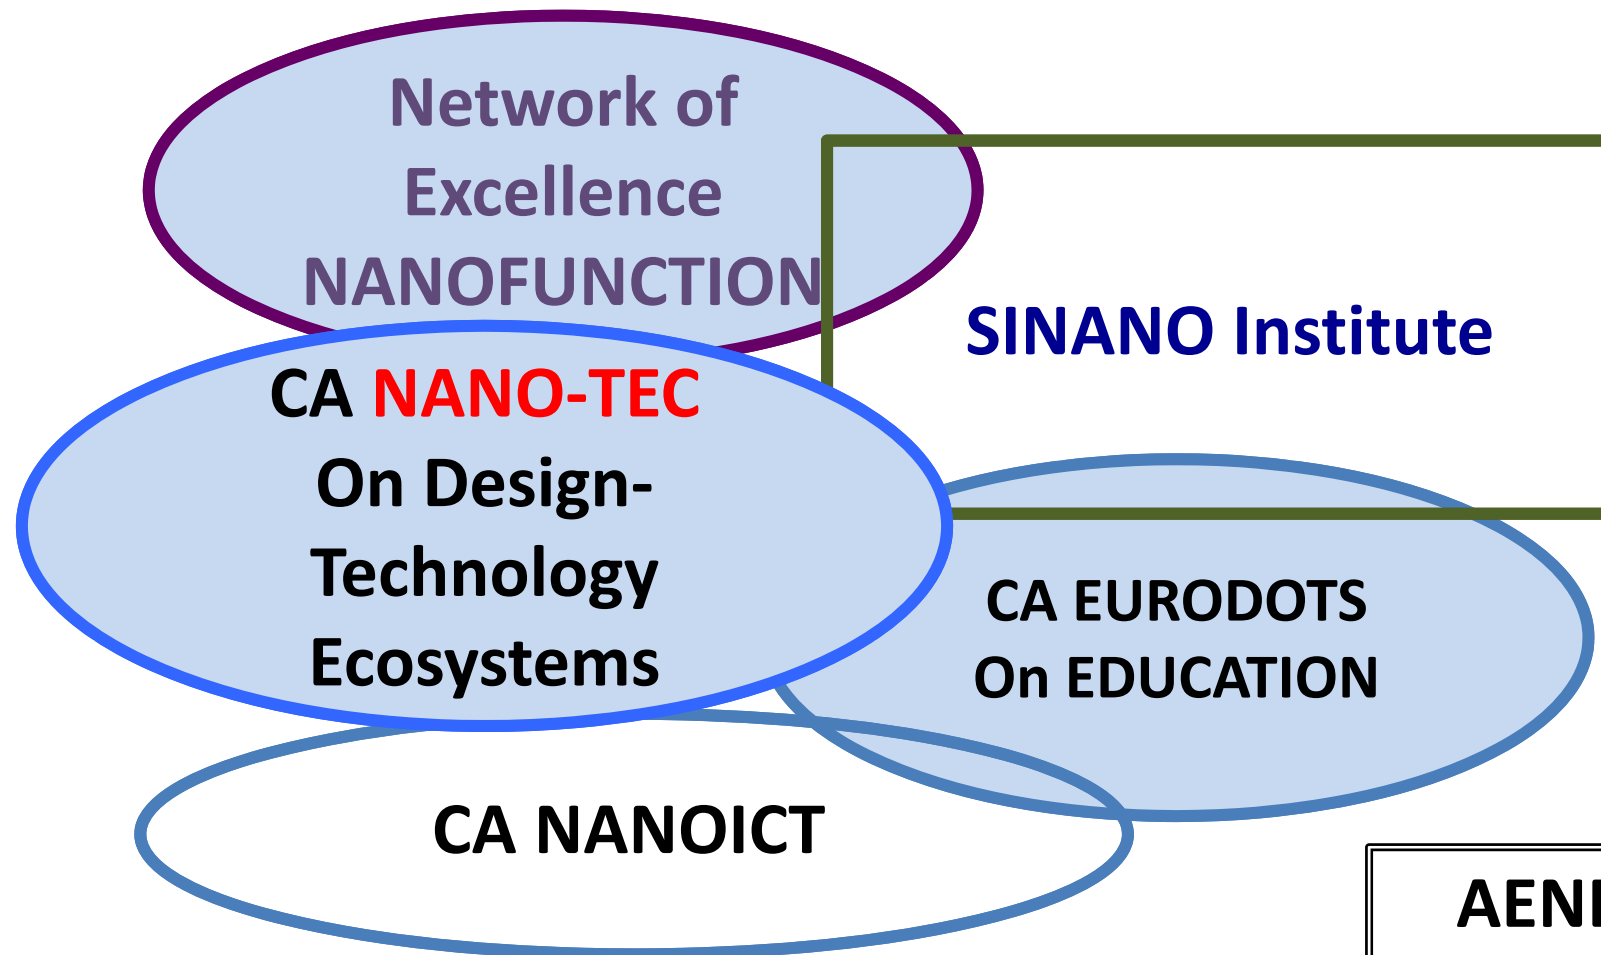 Network of
Excellence
NANOFUNCTION
SINANO Institute
CA NANO-TEC
On Design-
Technology
Ecosystems
CA EURODOTS
On EDUCATION
CA NANOICT